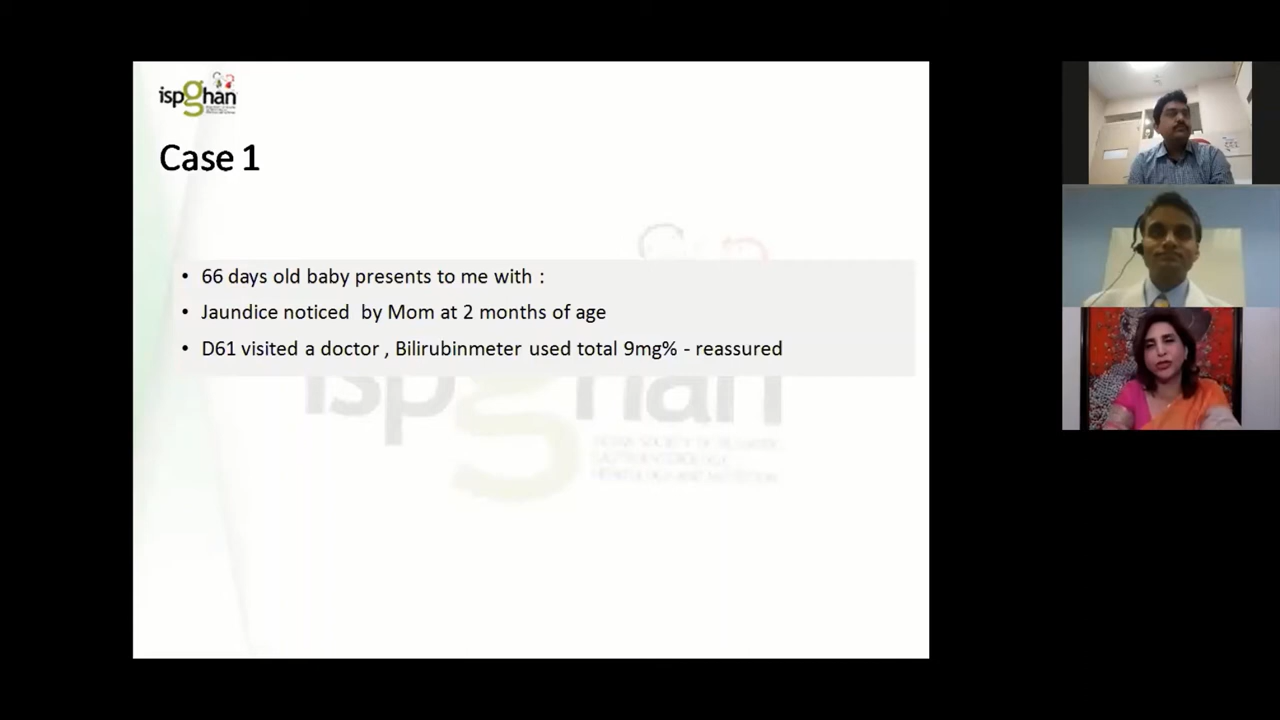 ispghan
Case 1
• 66 days old baby presents to me with :
• Jaundice noticed by Mom at 2 months of age
• D61 visited a doctor , Bilirubinmeter used total 9mg% - reassured
ispghan